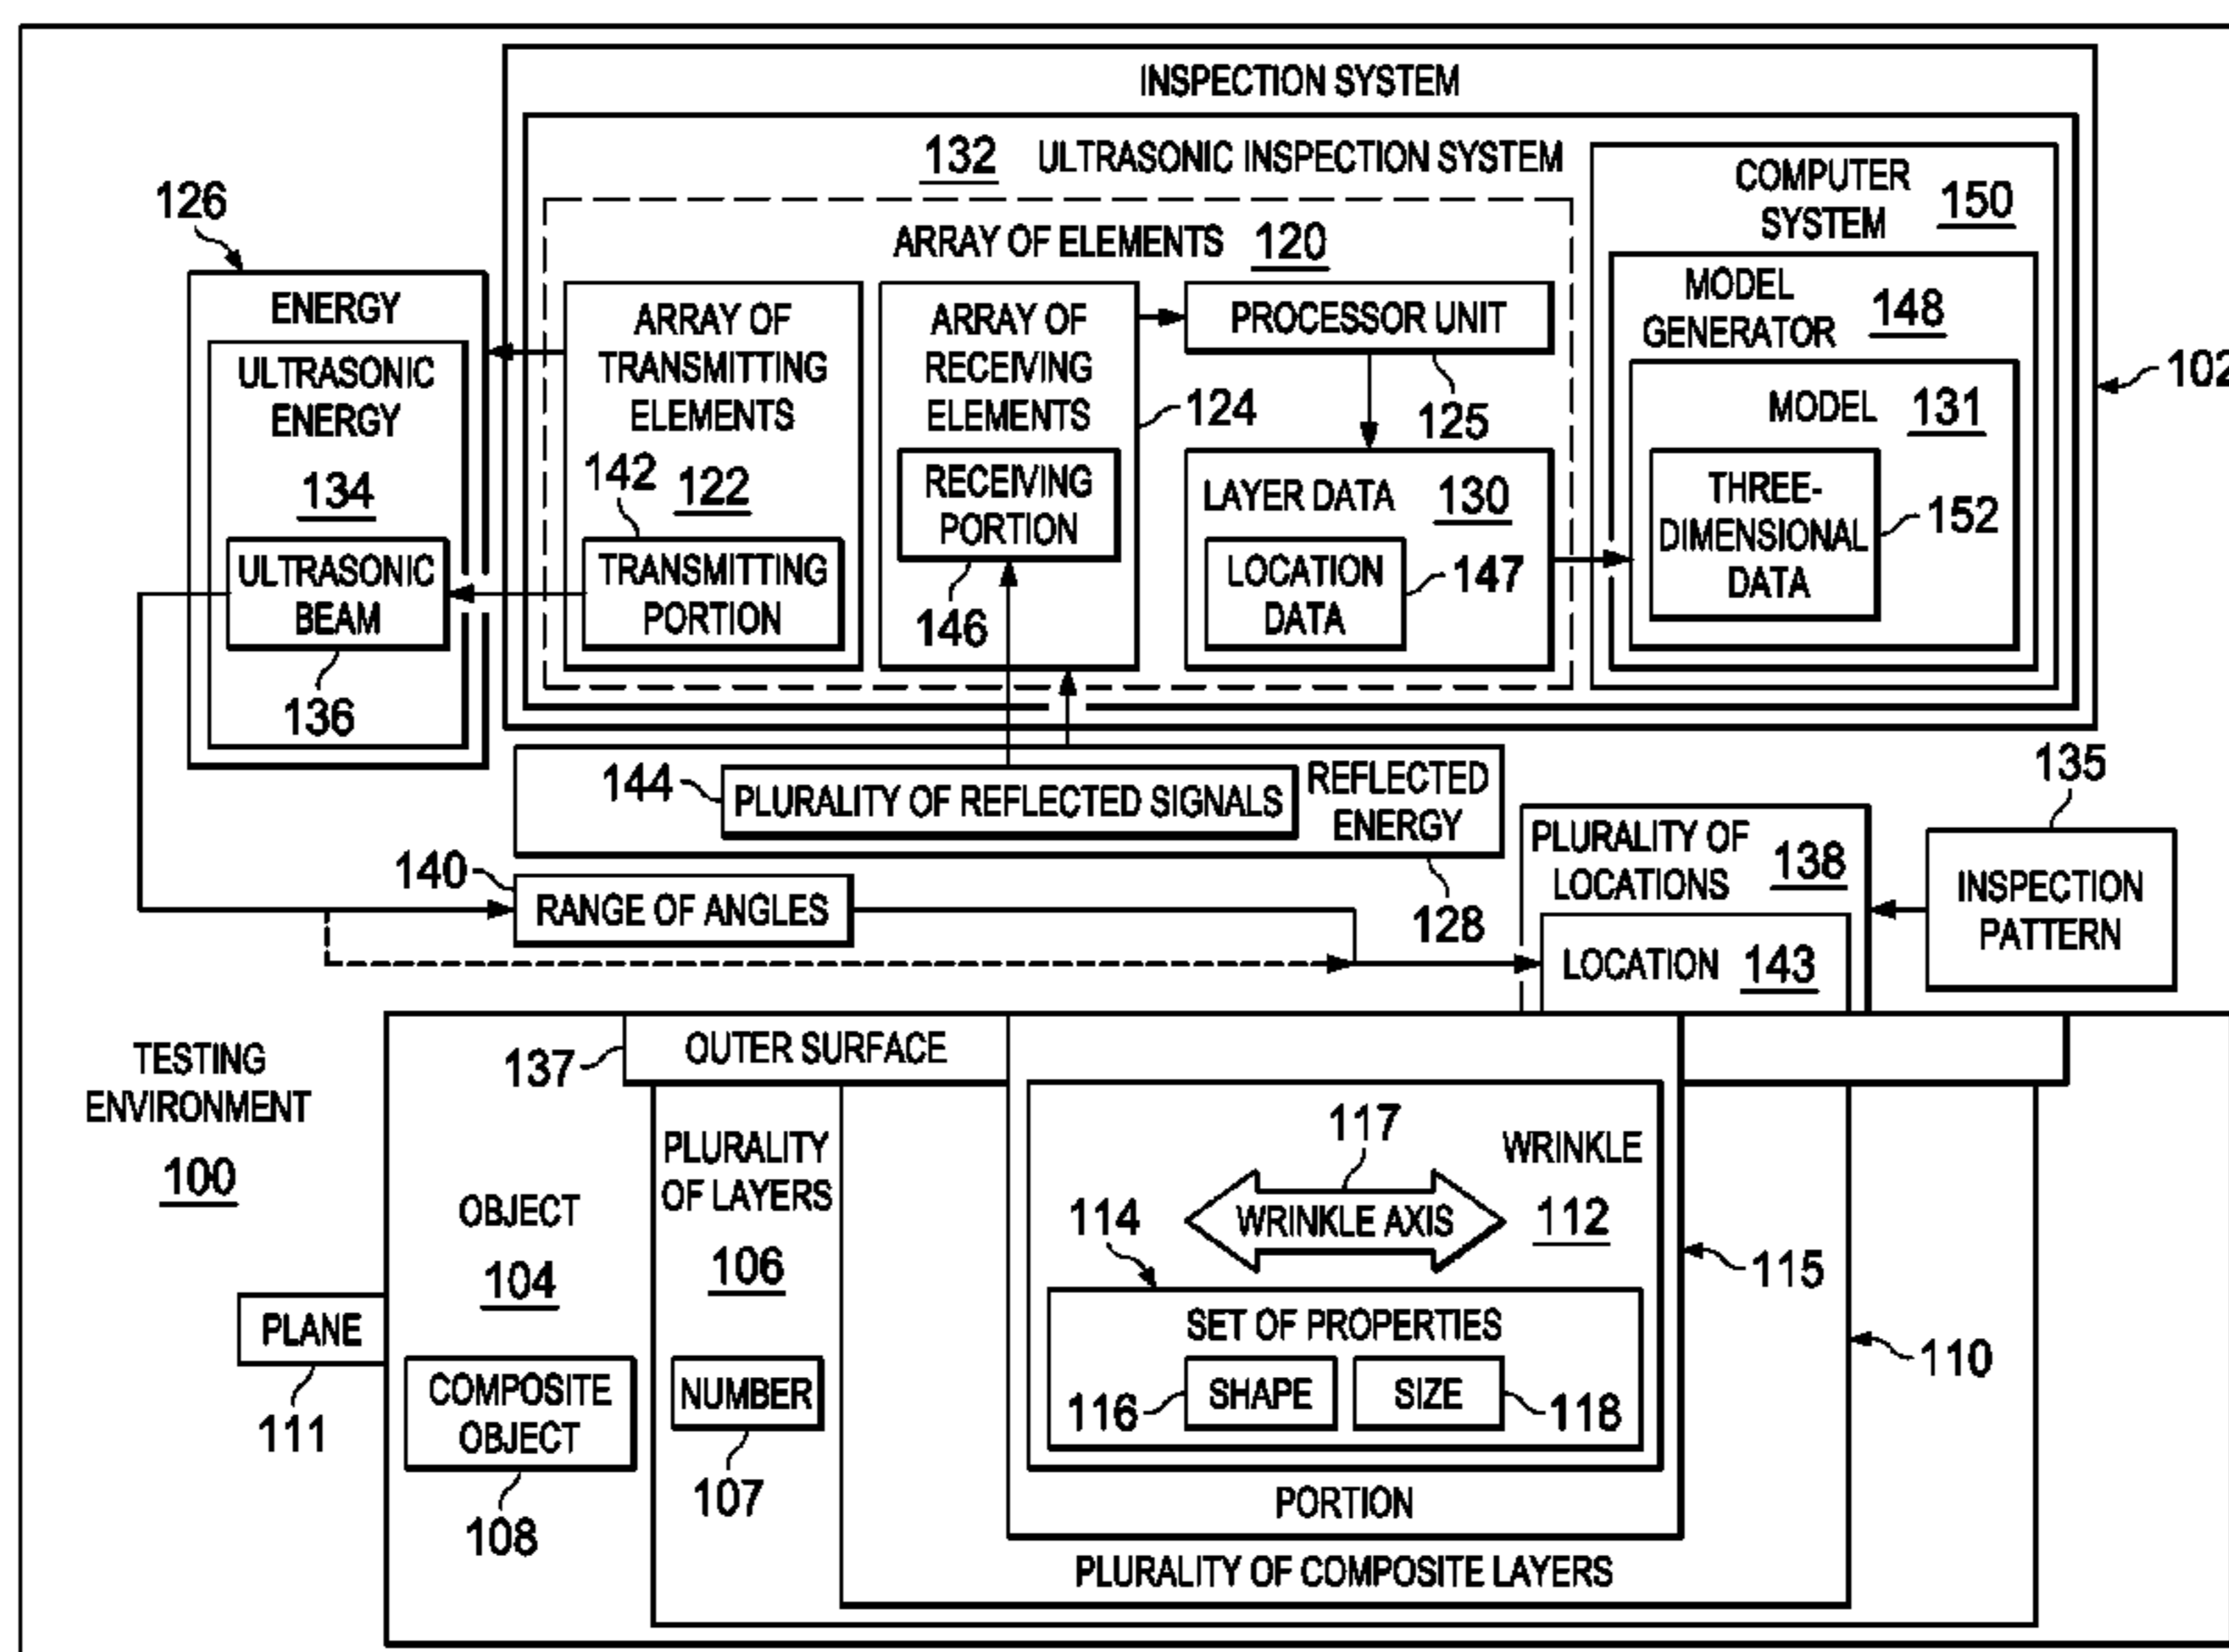 INSPECTION SYSTEM
132 ULTRASONIC INSPECTION SYSTEM
COMPUTER
SYSTEM 150
126
ARRAY OF ELEMENTS 120
ENERGY
ULTRASONIC
ENERGY
134
ULTRASONIC
BEAM
136
ARRAY OF
TRANSMITTING
ELEMENTS
142 122
TRANSMITTING
PORTION
ARRAY OF
RECEIVING
ELEMENTS
124
RECEIVING
PORTION
146
PROCESSOR UNIT
125
LAYER DATA 130
LOCATION
DATA
147
MODEL
GENERATOR 148
MODEL 131
THREE-
DIMENSIONAL
DATA
152
102
144 PLURALITY OF REFLECTED SIGNALS
REFLECTED
ENERGY
128
135
140 RANGE OF ANGLES
PLURALITY OF
LOCATIONS 138
LOCATION 143
INSPECTION
PATTERN
TESTING
ENVIRONMENT
100
137 OUTER SURFACE
OBJECT
104
PLANE
111
COMPOSITE
OBJECT
108
PLURALITY
OF LAYERS
106
NUMBER
107
117 WRINKLE
114 WRINKLE AXIS 112
115
SET OF PROPERTIES
116 SHAPE SIZE 118
110
PORTION
PLURALITY OF COMPOSITE LAYERS